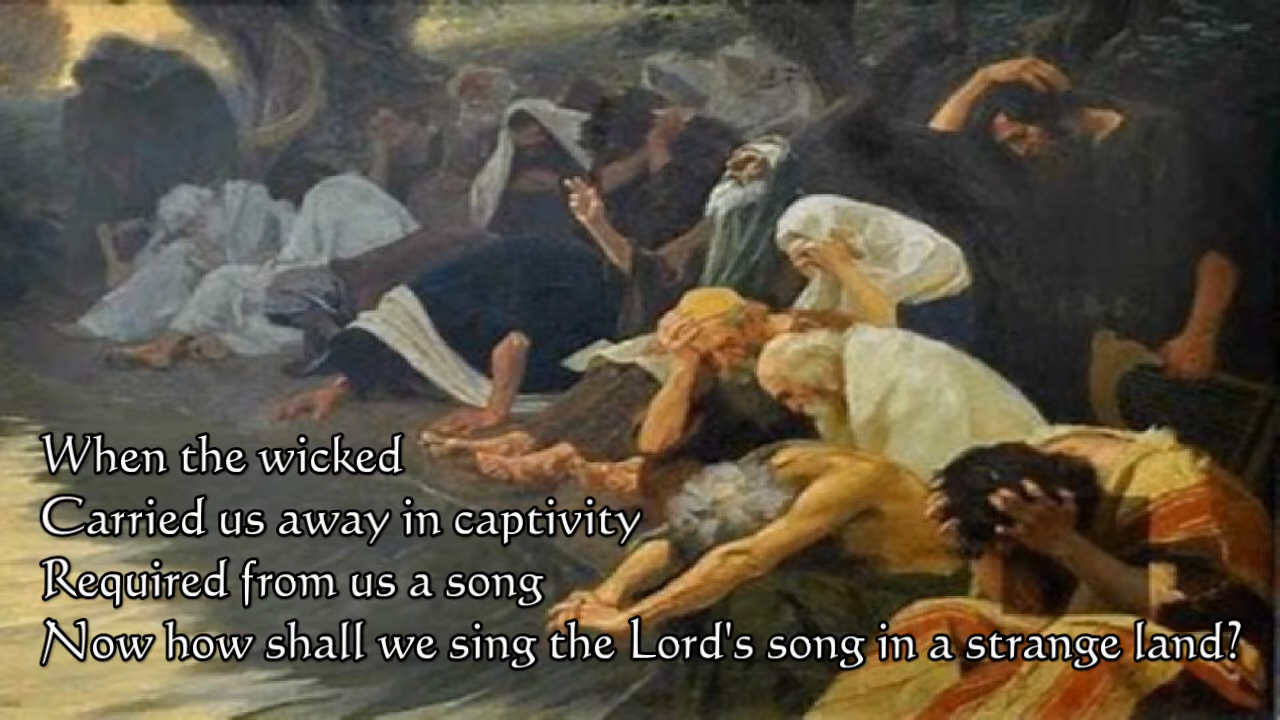 When the wicked
Carried us away in captivity
Required from us a song
Now how shall we sing the Lord's song in a strange land?